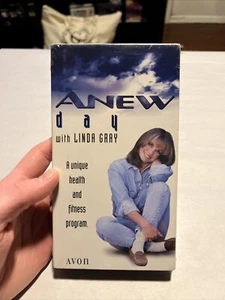 ANEW
day
with LINDA GRAY
A unique
health
and
fitness
program.
AVON